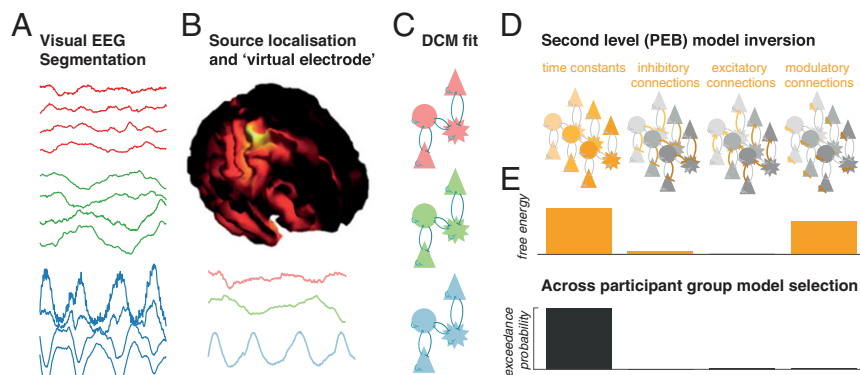 A
Visual EEG
Segmentation
B
Source localisation
and ‘virtual electrode’
C
DCM fit
D
Second level (PEB) model inversion
time constants
inhibitory
connections
excitatory
connections
modulatory
connections
E
free energy
Across participant group model selection
exceedance
probability